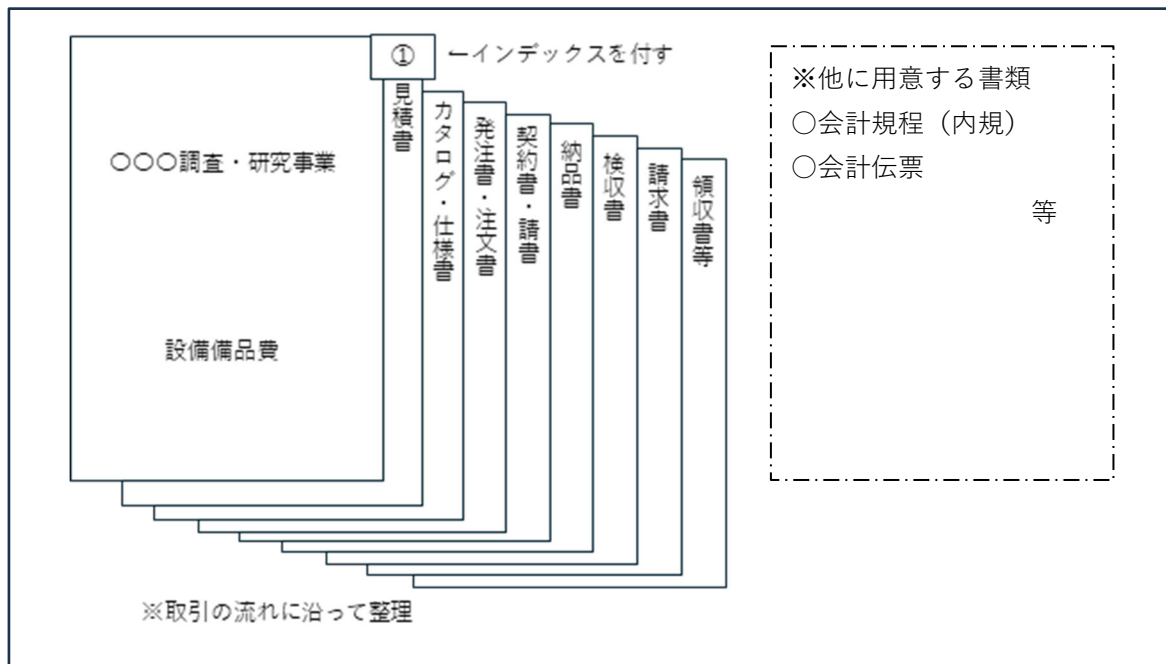 ①
←インデックスを付す
〇〇〇調査・研究事業
設備備品費
見積書
カタログ・仕様書
発注書・注文書
契約書・請書
納品書
検収書
請求書
領収書等
※取引の流れに沿って整理
※他に用意する書類
○会計規程（内規）
○会計伝票
等